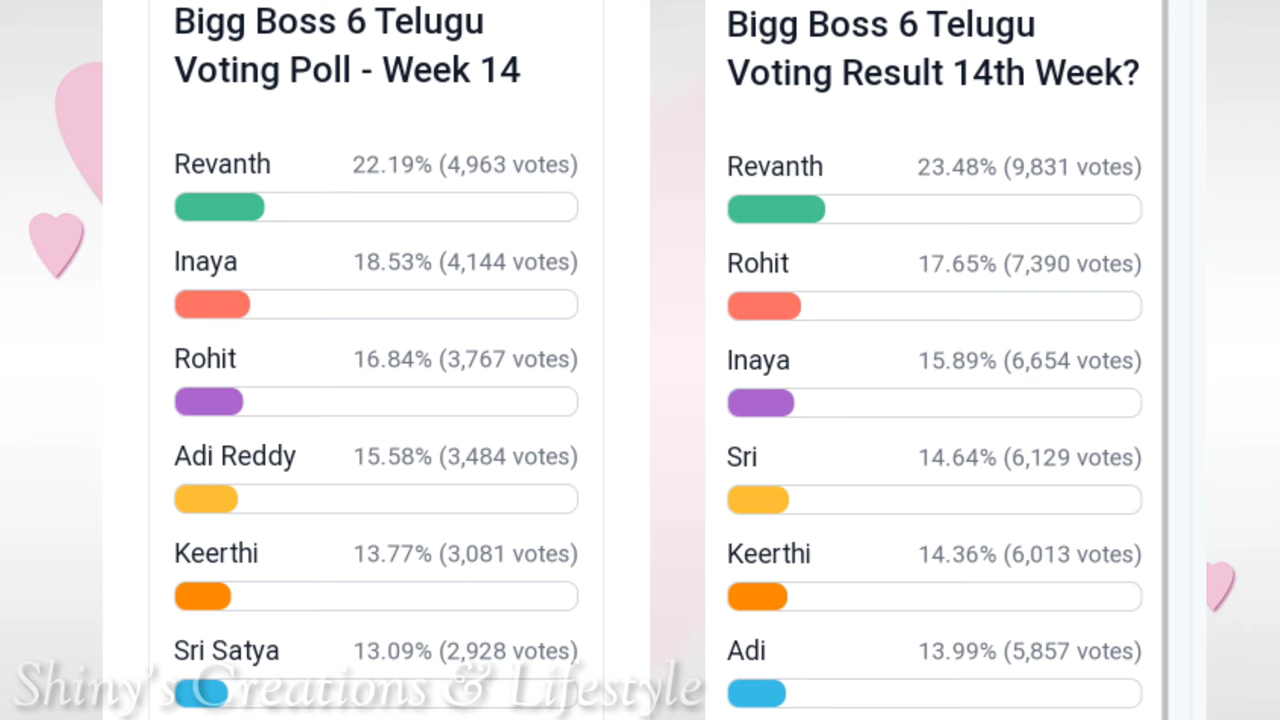 Bigg Boss 6 Telugu
Voting Poll - Week 14
Revanth 22.19% (4,963 votes)
Inaya 18.53% (4,144 votes)
Rohit 16.84% (3,767 votes)
Adi Reddy 15.58% (3,484 votes)
Keerthi 13.77% (3,081 votes)
Sri Satya 13.09% (2,928 votes)
Bigg Boss 6 Telugu
Voting Result 14th Week?
Revanth 23.48% (9,831 votes)
Rohit 17.65% (7,390 votes)
Inaya 15.89% (6,654 votes)
Sri 14.64% (6,129 votes)
Keerthi 14.36% (6,013 votes)
Adi 13.99% (5,857 votes)
Shiny's Creations & Lifestyle